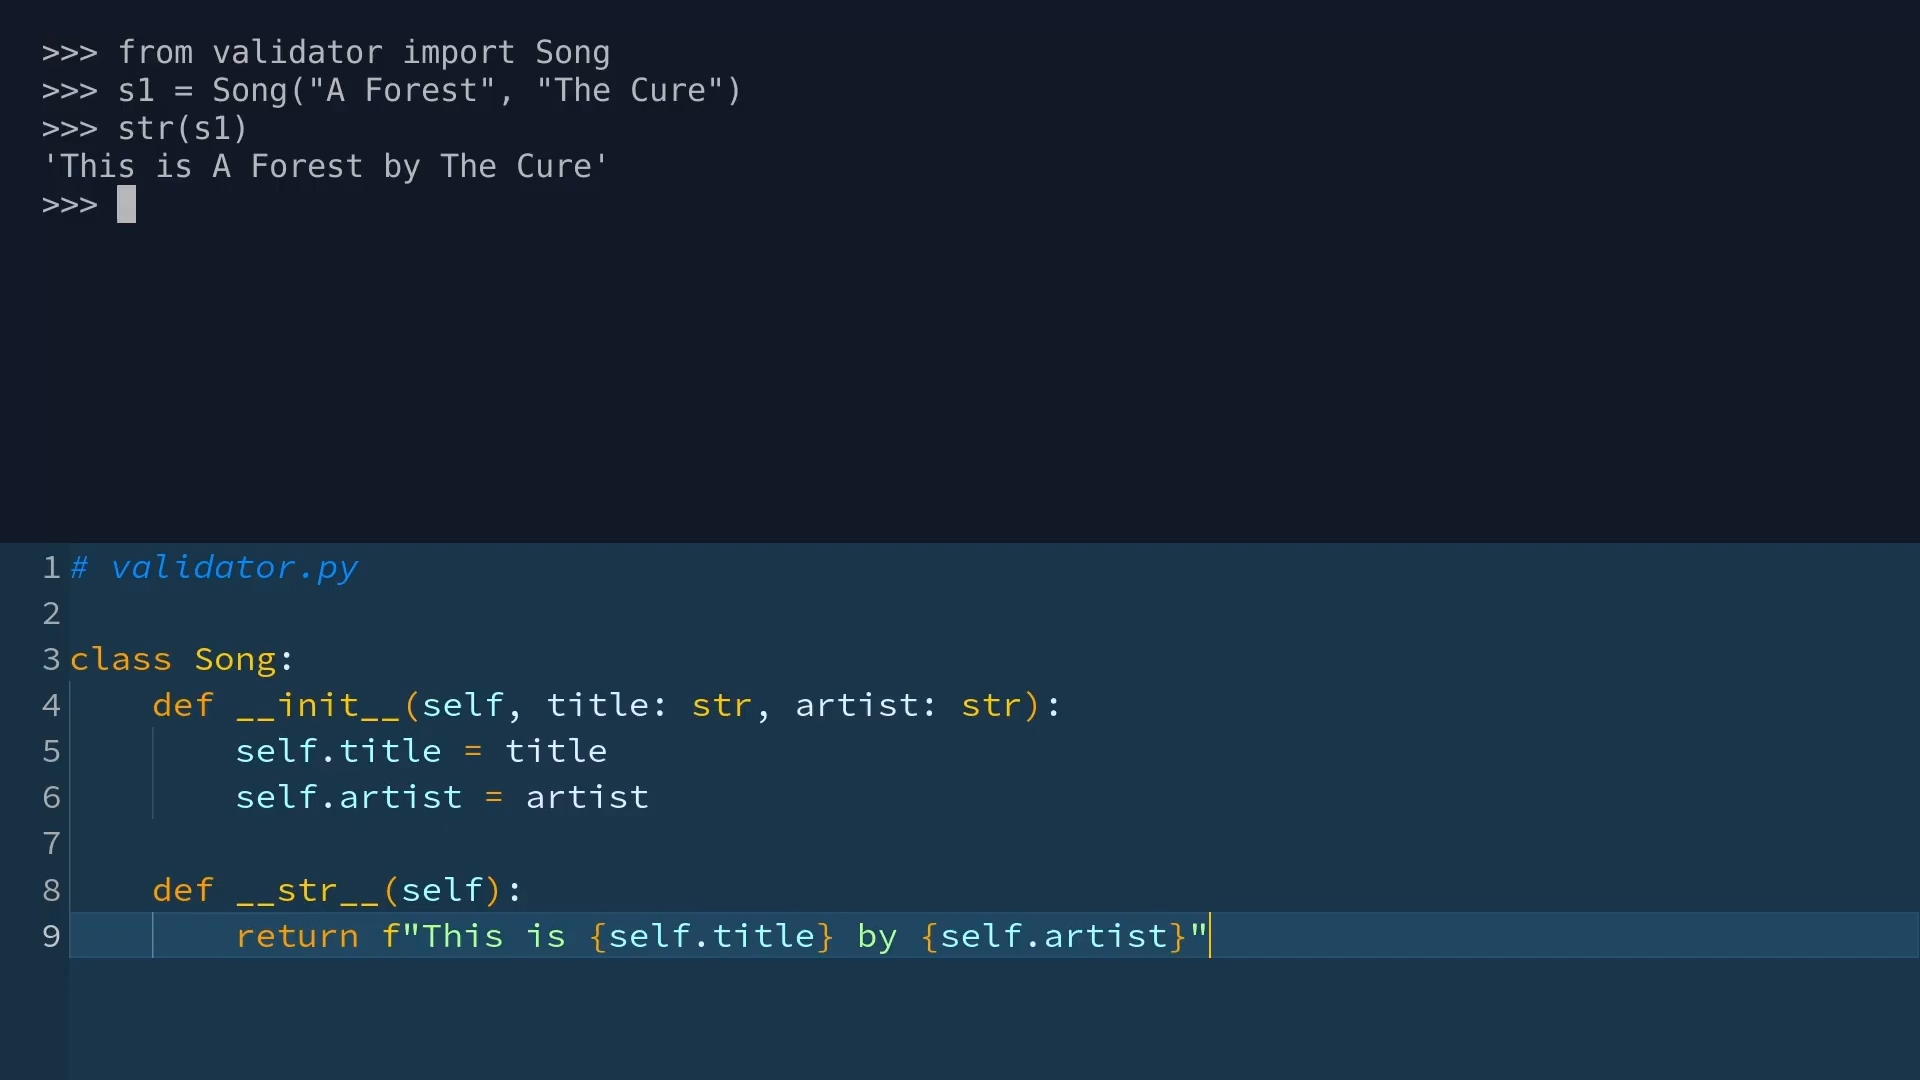 >>> from validator import Song
>>> s1 = Song("A Forest", "The Cure")
>>> str(s1)
'This is A Forest by The Cure'
>>>
1 # validator.py
2
3 class Song:
4     def __init__(self, title: str, artist: str):
5         self.title = title
6         self.artist = artist
7
8     def __str__(self):
9         return f"This is {self.title} by {self.artist}"